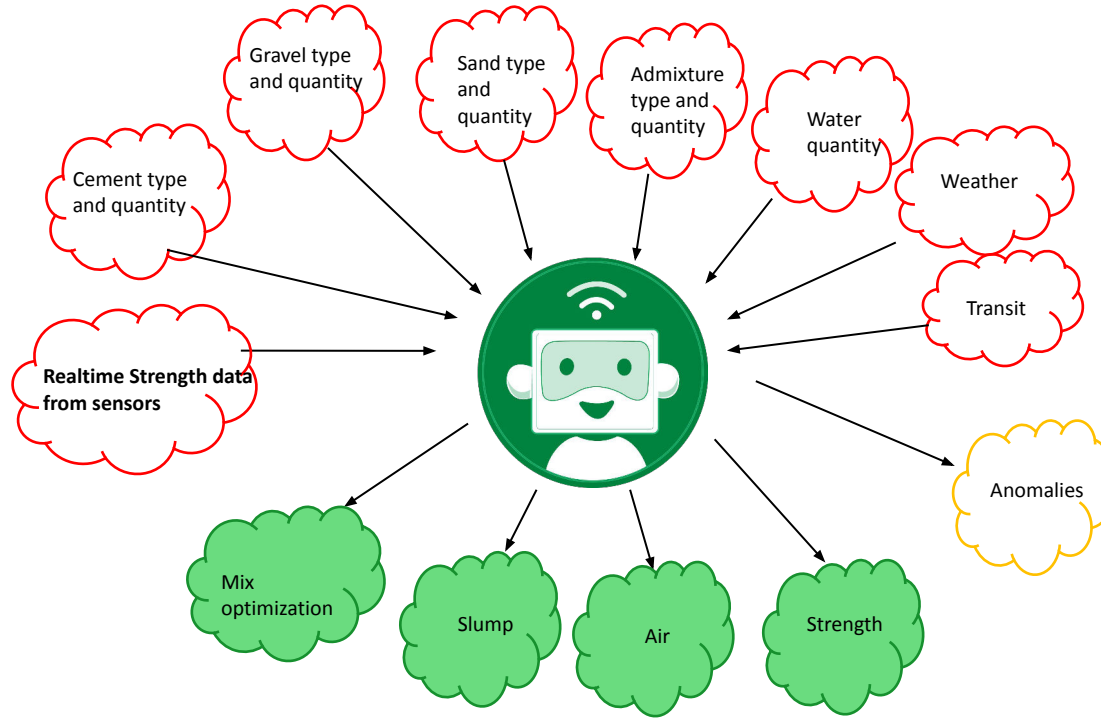 Gravel type
and quantity
Sand type
and
quantity
Admixture
type and
quantity
Water
quantity
Weather
Cement type
and quantity
Transit
Realtime Strength data
from sensors
Anomalies
Mix
optimization
Slump
Air
Strength